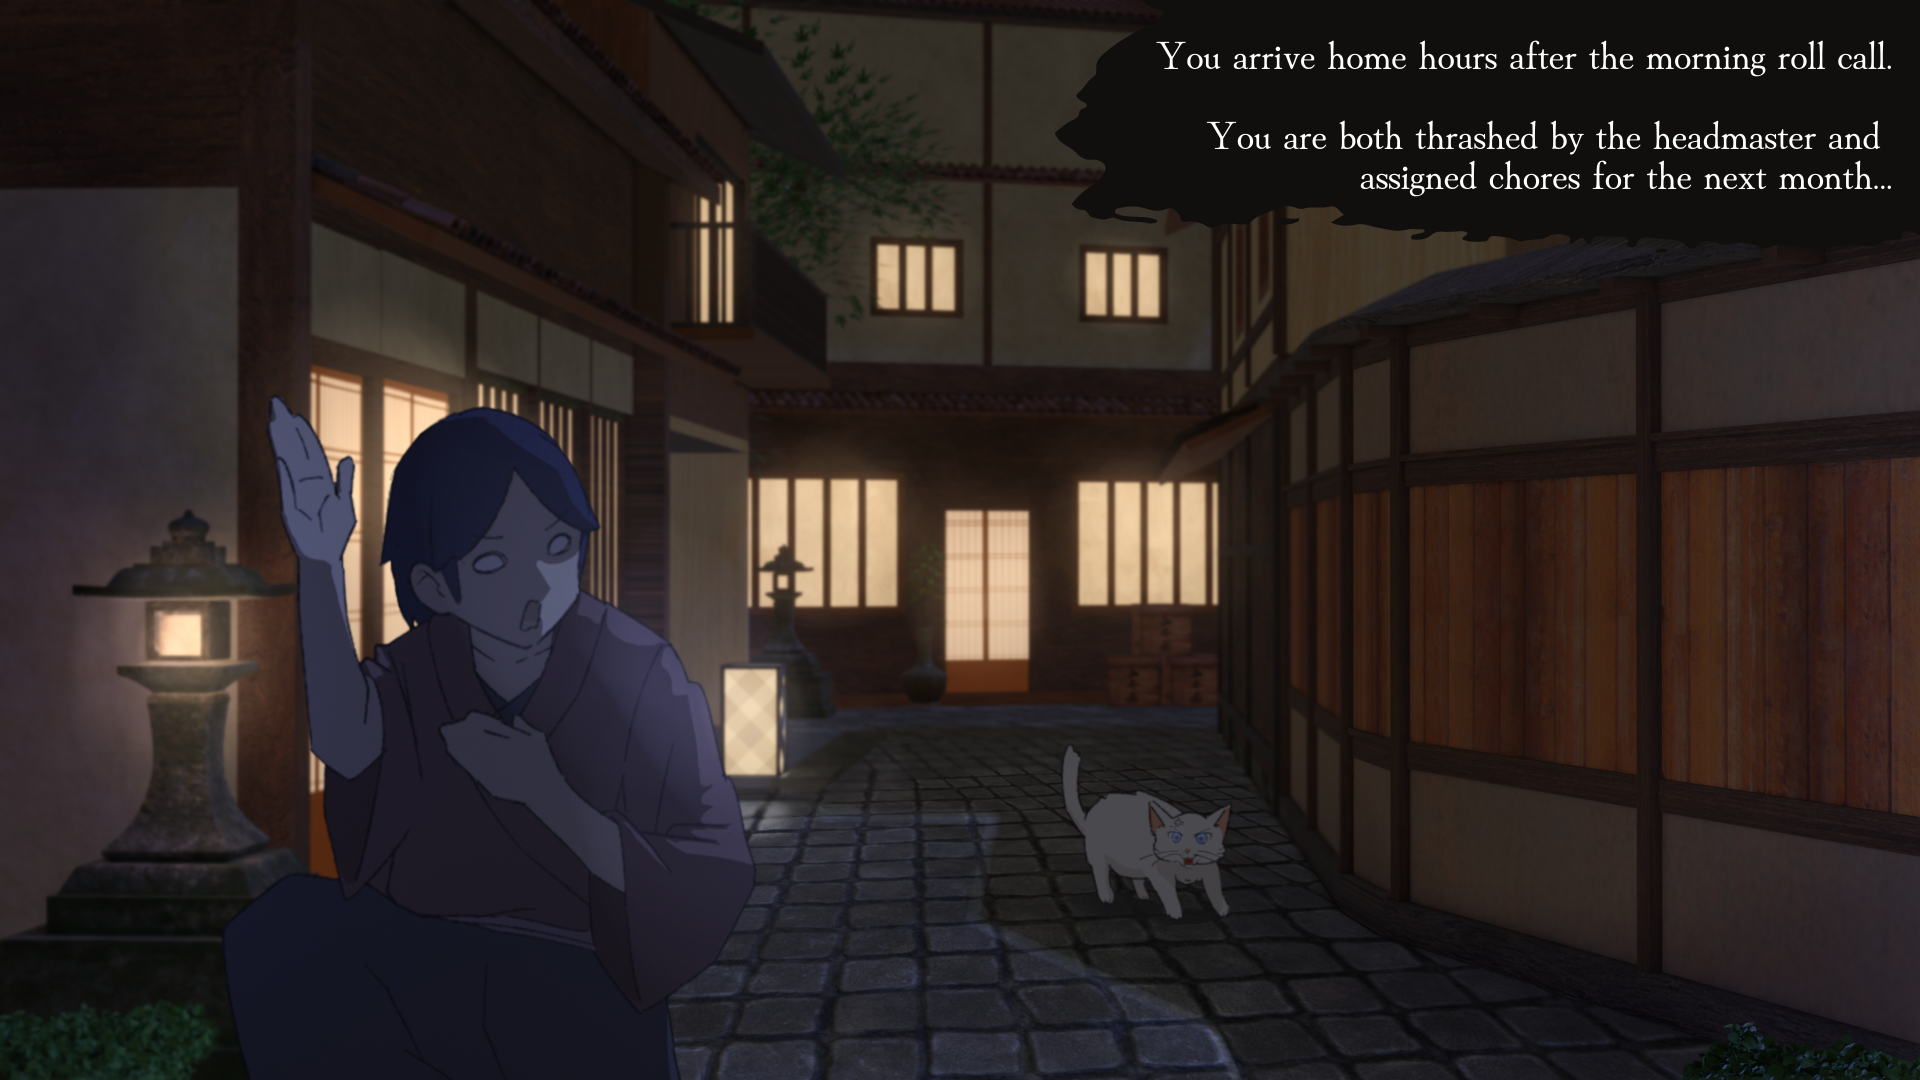 You arrive home hours after the morning roll call.
You are both thrashed by the headmaster and
assigned chores for the next month...